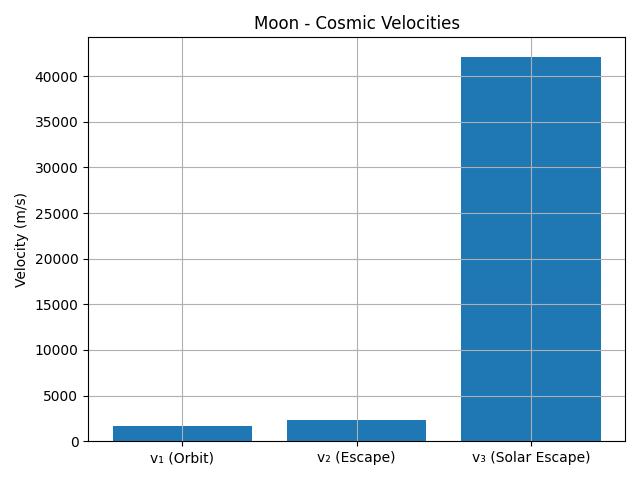 Moon - Cosmic Velocities
Velocity (m/s)
40000
35000
30000
25000
20000
15000
10000
5000
0
v₁ (Orbit)
v₂ (Escape)
v₃ (Solar Escape)